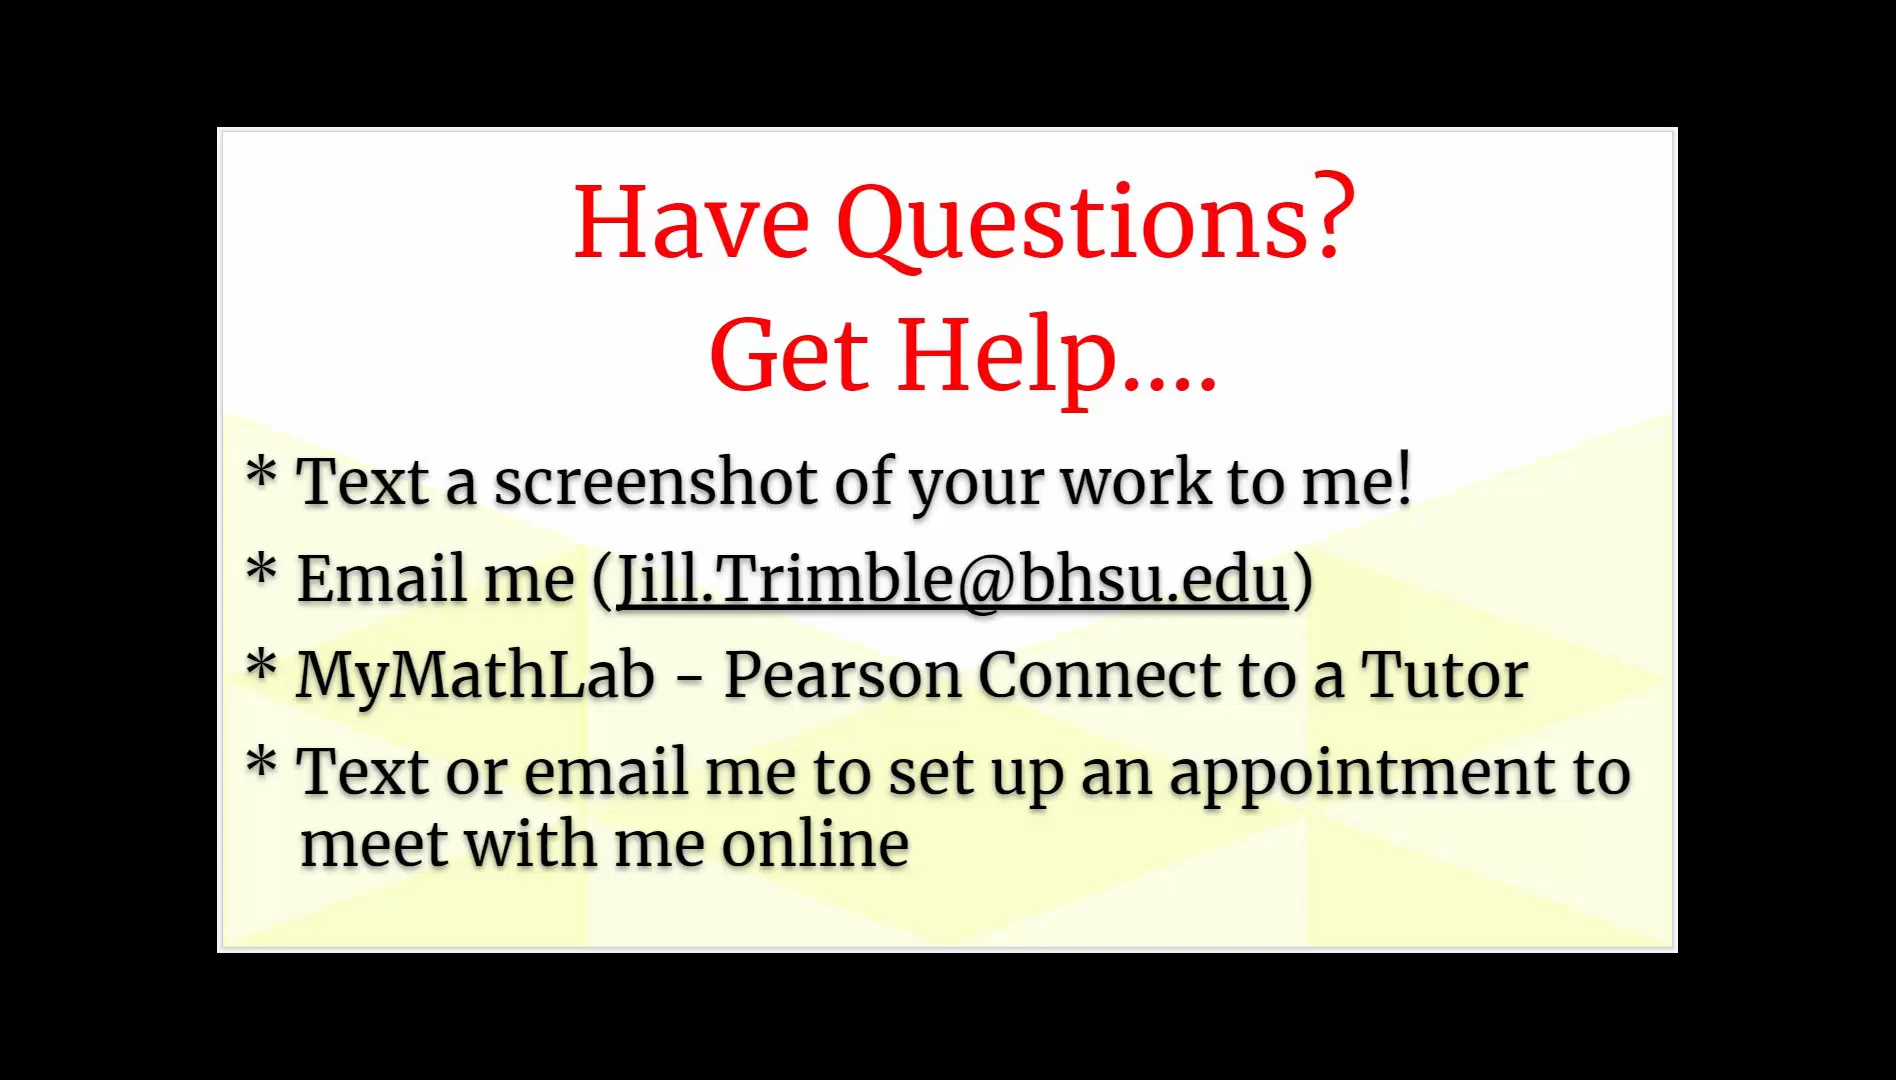 Have Questions?
Get Help....
* Text a screenshot of your work to me!
* Email me (Jill.Trimble@bhsu.edu)
* MyMathLab - Pearson Connect to a Tutor
* Text or email me to set up an appointment to
meet with me online